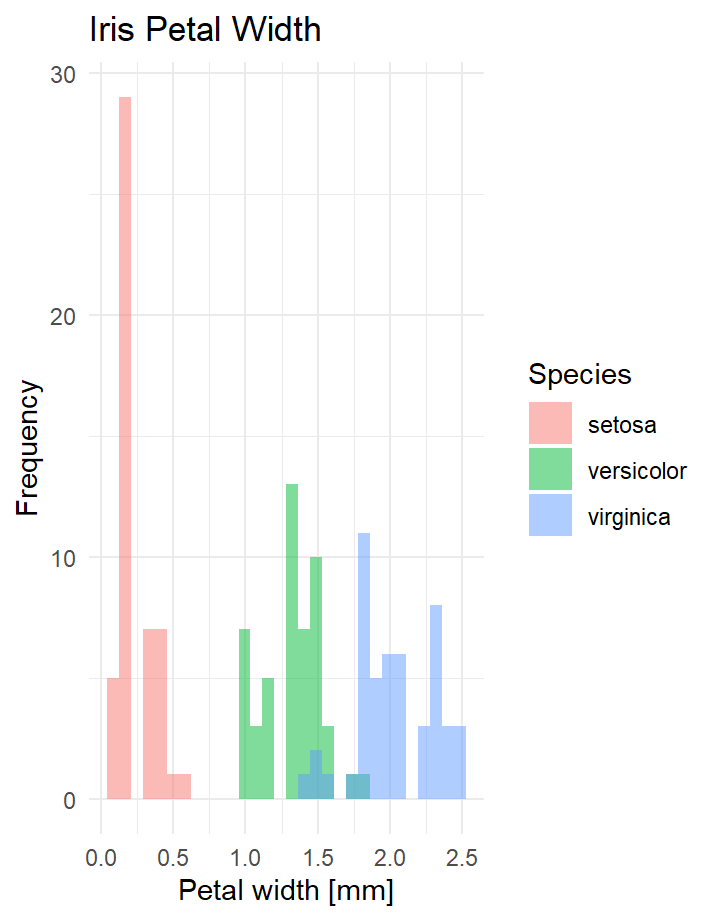 Iris Petal Width
30
20
10
0
Frequency
0.0 0.5 1.0 1.5 2.0 2.5
Petal width [mm]
Species
setosa
versicolor
virginica